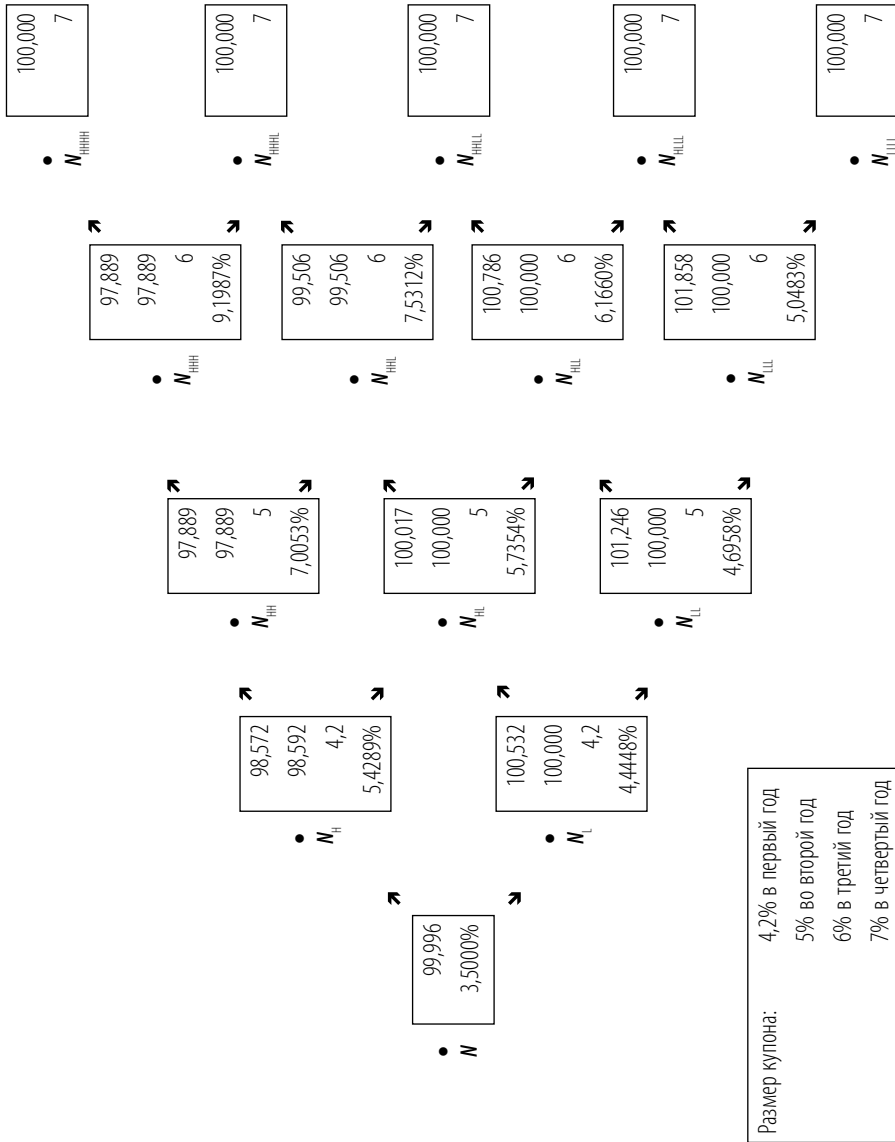 • N
99,996
3,5000%
• N_H
98,572
98,592
4,2
5,4289%
• N_L
100,532
100,000
4,2
4,4448%
• N_HH
97,889
97,889
5
7,0053%
• N_HL
100,017
100,000
5
5,7354%
• N_LL
101,246
100,000
5
4,6958%
• N_HHH
97,889
97,889
6
9,1987%
• N_HHL
99,506
99,506
6
7,5312%
• N_HLL
100,786
100,000
6
6,1660%
• N_LLL
101,858
100,000
6
5,0483%
• N_HHHH
100,000
7
• N_HHHL
100,000
7
• N_HHLL
100,000
7
• N_HLLL
100,000
7
• N_LLLL
100,000
7
Размер купона: 4,2% в первый год
5% во второй год
6% в третий год
7% в четвертый год